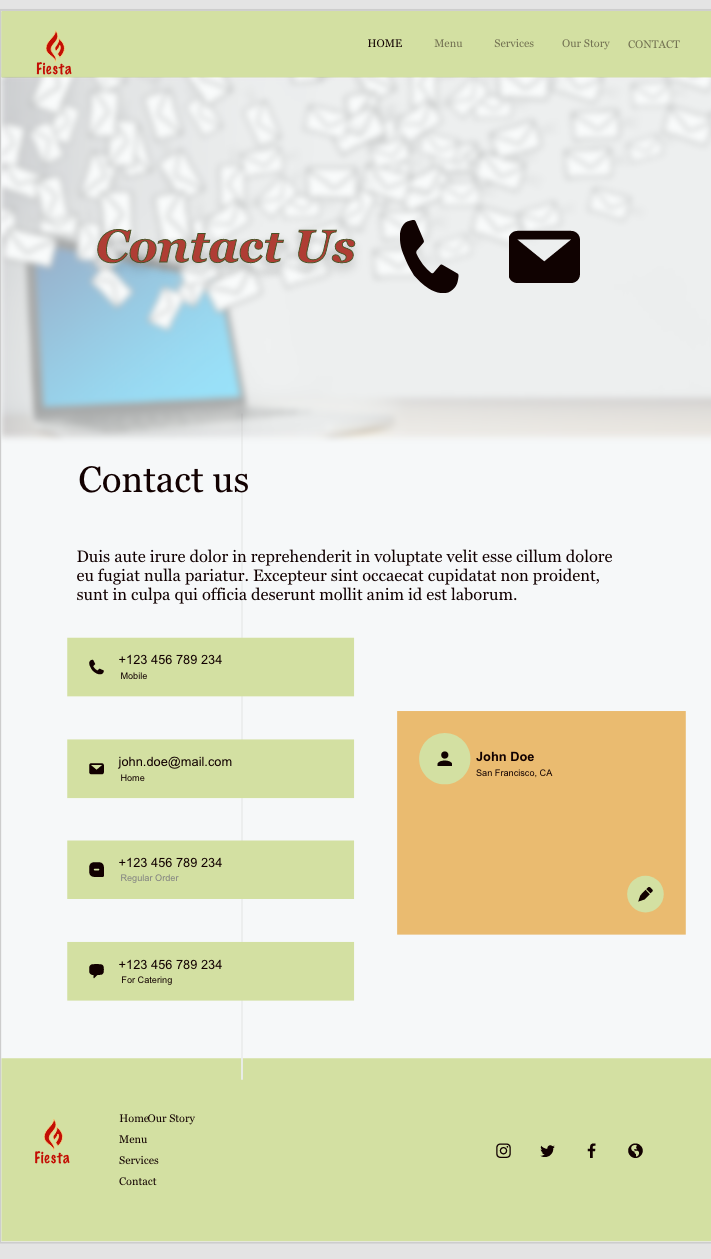 Fiesta
HOME Menu Services Our Story CONTACT
Contact Us
Contact us
Duis aute irure dolor in reprehenderit in voluptate velit esse cillum dolore
eu fugiat nulla pariatur. Excepteur sint occaecat cupidatat non proident,
sunt in culpa qui officia deserunt mollit anim id est laborum.
+123 456 789 234
Mobile
john.doe@mail.com
Home
+123 456 789 234
Regular Order
+123 456 789 234
For Catering
John Doe
San Francisco, CA
Fiesta
HomeOur Story
Menu
Services
Contact